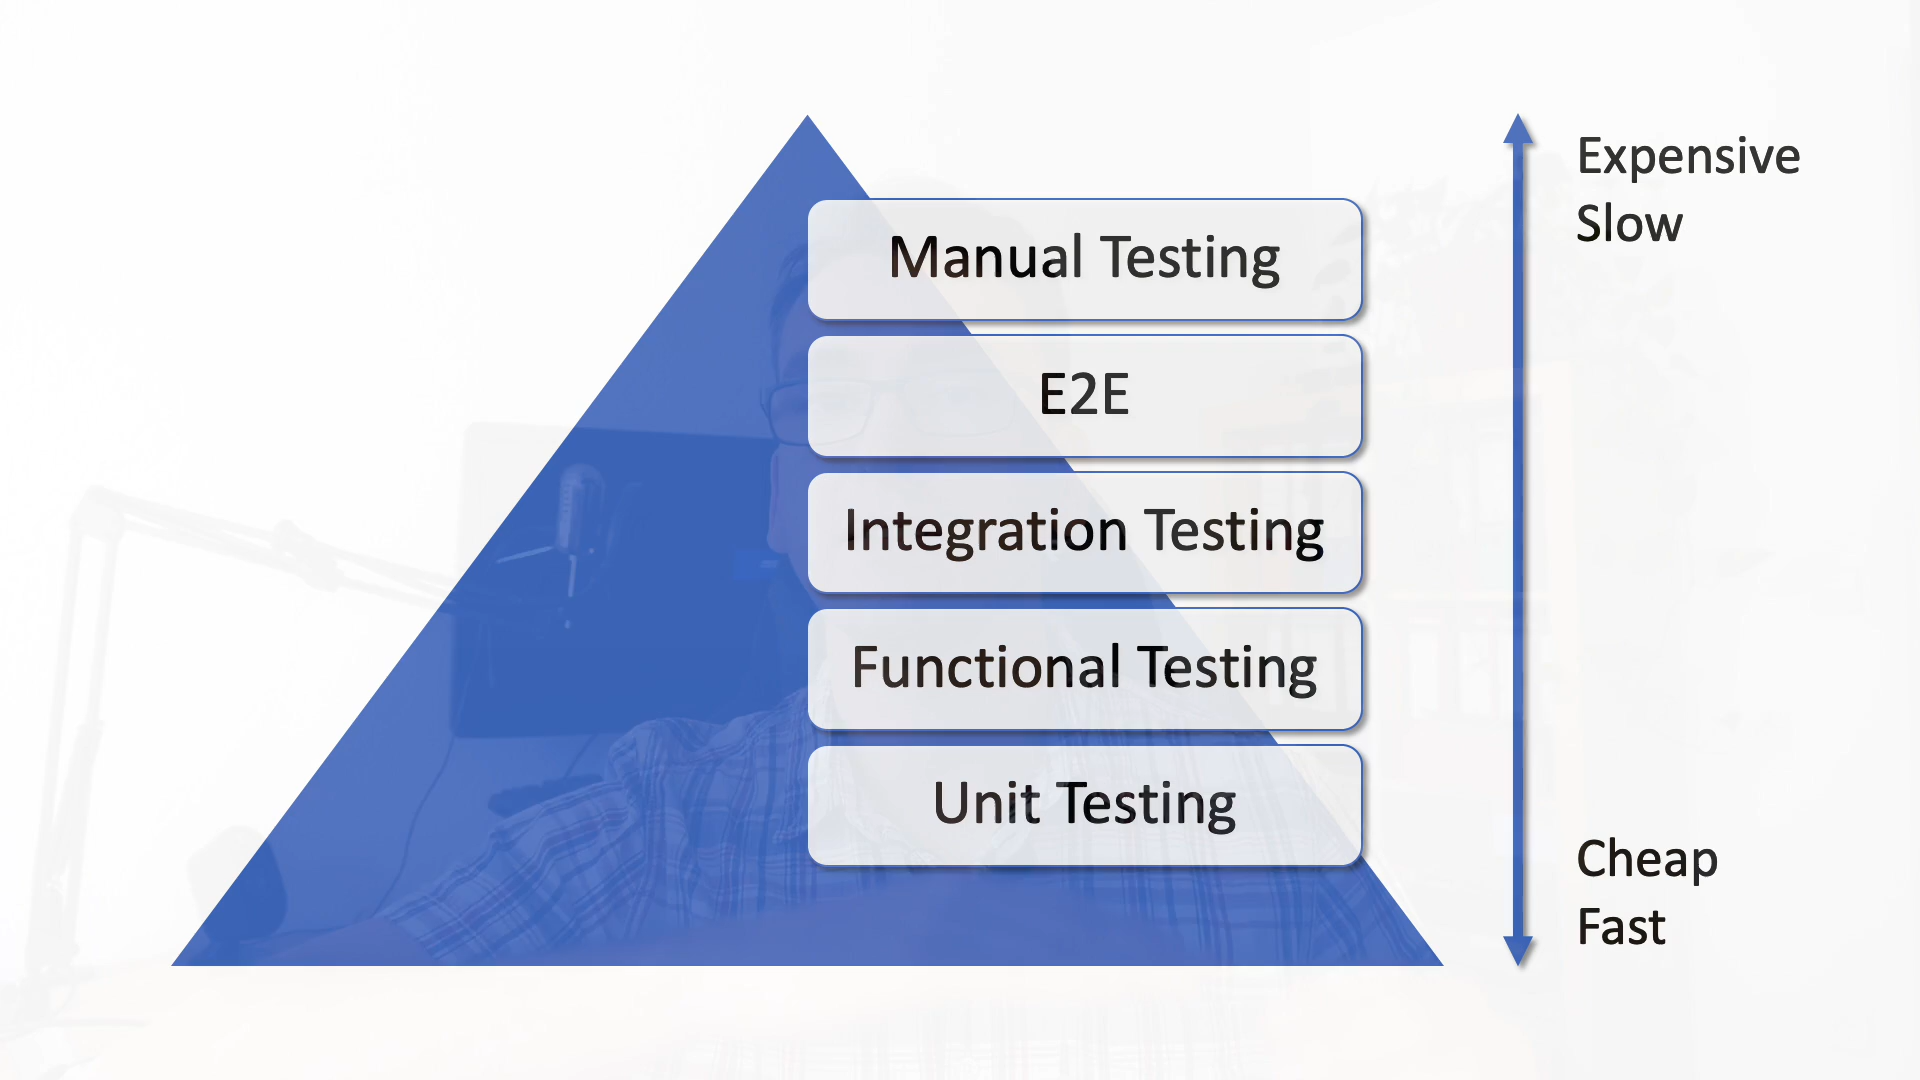 Manual Testing
E2E
Integration Testing
Functional Testing
Unit Testing
Expensive
Slow
Cheap
Fast